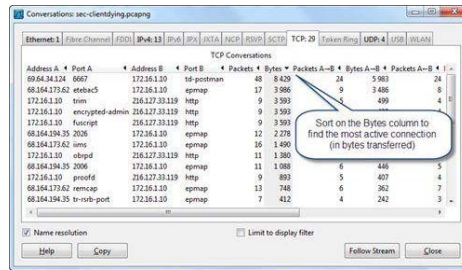 Conversations: sec-clientdying.pcapng
Ethernet: 1 Fibre Channel FDDI IPv4: 13 IPv6 IPX JXTA NCP RSVP SCTP TCP: 29 Token Ring UDP: 4 USB WLAN
TCP Conversations
Address A Port A Address B Port B Packets Bytes Packets A→B Bytes A→B Packets A←B
69.64.34.124 6667 172.16.1.10 td-postman 48 8 429 24 5 983 24
68.164.173.62 etebac5 172.16.1.10 epmap 17 3 986 9 3 486 8
172.16.1.10 trim 216.127.33.119 http 9 3 593 5 499 4
172.16.1.10 encrypted-admin 216.127.33.119 http 9 3 593
172.16.1.10 fuscript 216.127.33.119 http 9 3 593
68.164.194.35 2026 172.16.1.10 epmap 12 2 278
68.164.173.62 iims 172.16.1.10 epmap 16 1 490
172.16.1.10 obrpd 216.127.33.119 http 11 1 380
68.164.194.35 2006 172.16.1.10 epmap 11 1 088 6 446 5
172.16.1.10 proofd 216.127.33.119 http 9 893 5 407 4
68.164.173.62 remcap 172.16.1.10 epmap 13 748 6 362 7
68.164.194.35 tr-rsrb-port 172.16.1.10 epmap 7 412 4 242 3
Sort on the Bytes column to
find the most active connection
(in bytes transferred)
Name resolution Limit to display filter
Help Copy Follow Stream Close